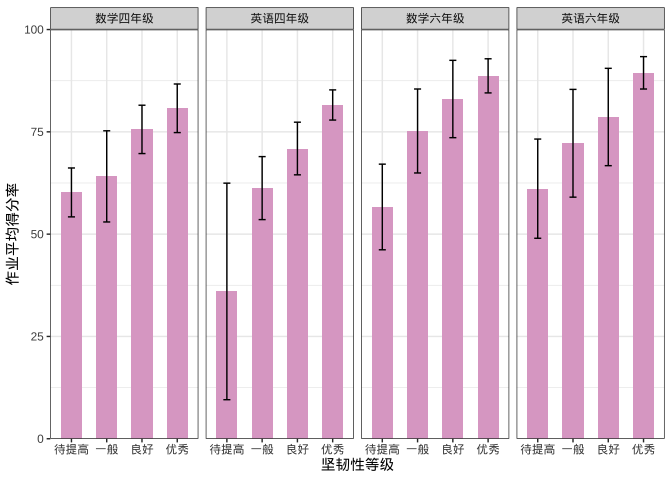 数学四年级 英语四年级 数学六年级 英语六年级
100
75
50
25
0
作业平均得分率
待提高 一般 良好 优秀 待提高 一般 良好 优秀 待提高 一般 良好 优秀 待提高 一般 良好 优秀
坚韧性等级